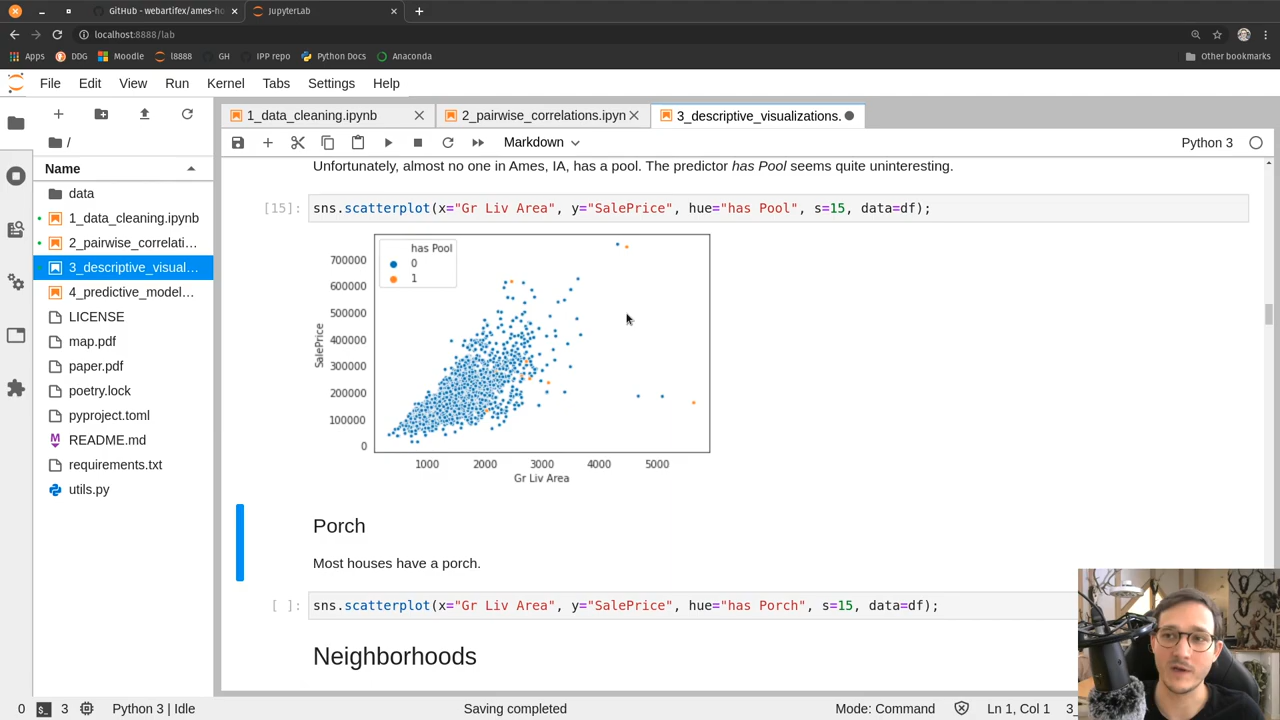 GitHub - webartifex/ames-ho
JupyterLab
localhost:8888/lab
Apps DDG Moodle l8888 GH IPP repo Python Docs Anaconda Other bookmarks
File Edit View Run Kernel Tabs Settings Help
1_data_cleaning.ipynb 2_pairwise_correlations.ipyn 3_descriptive_visualizations.
Markdown Python 3
/
Name
data
1_data_cleaning.ipynb
2_pairwise_correlati…
3_descriptive_visual…
4_predictive_model…
LICENSE
map.pdf
paper.pdf
poetry.lock
pyproject.toml
README.md
requirements.txt
utils.py
Unfortunately, almost no one in Ames, IA, has a pool. The predictor has Pool seems quite uninteresting.
[15]: sns.scatterplot(x="Gr Liv Area", y="SalePrice", hue="has Pool", s=15, data=df);
has Pool
0
1
700000
600000
500000
400000
300000
200000
100000
0
SalePrice
1000 2000 3000 4000 5000
Gr Liv Area
Porch
Most houses have a porch.
[ ]: sns.scatterplot(x="Gr Liv Area", y="SalePrice", hue="has Porch", s=15, data=df);
Neighborhoods
0 3 Python 3 | Idle Saving completed Mode: Command Ln 1, Col 1 3_